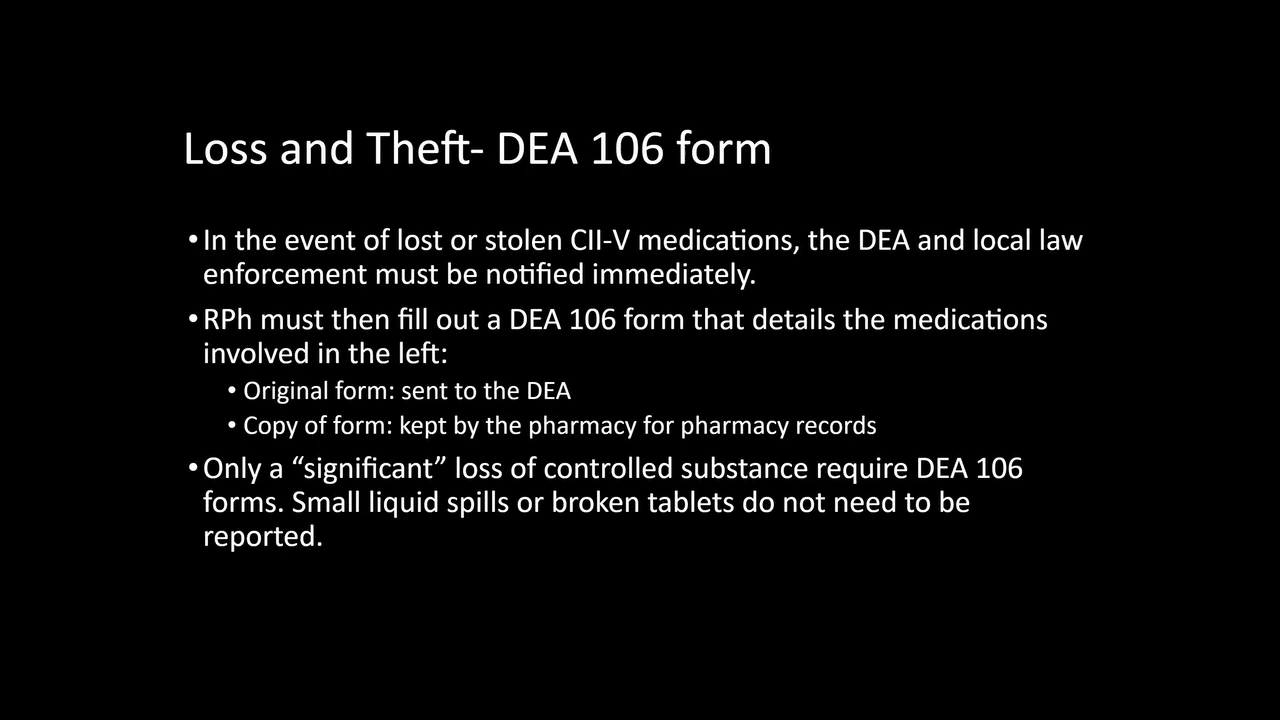 Loss and Theft- DEA 106 form
•In the event of lost or stolen CII-V medications, the DEA and local law
enforcement must be notified immediately.
•RPh must then fill out a DEA 106 form that details the medications
involved in the left:
• Original form: sent to the DEA
• Copy of form: kept by the pharmacy for pharmacy records
•Only a “significant” loss of controlled substance require DEA 106
forms. Small liquid spills or broken tablets do not need to be
reported.